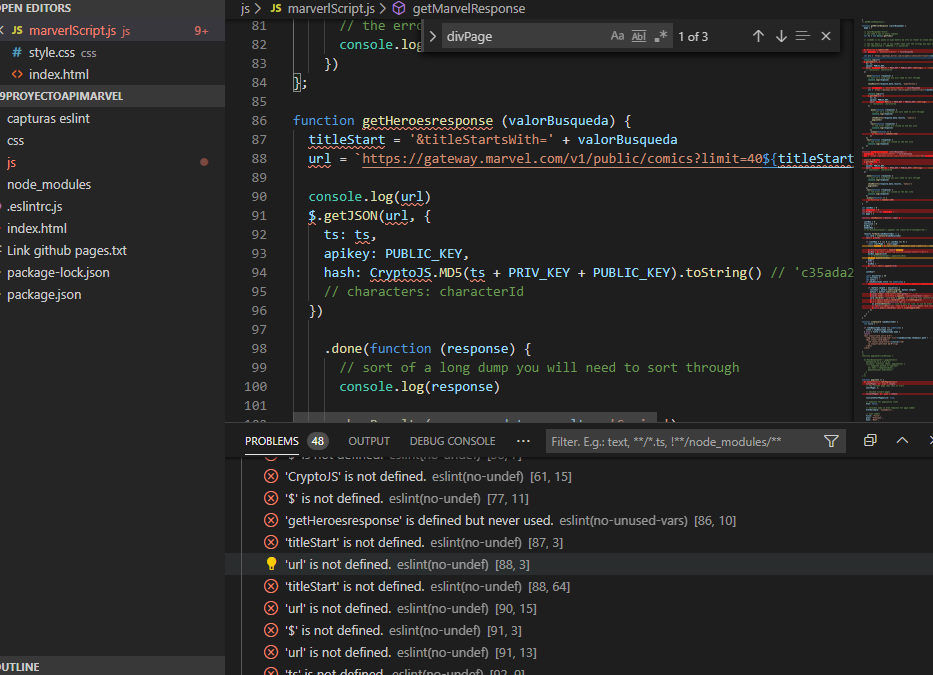 OPEN EDITORS
JS marverlScript.js js 9+
# style.css css
<> index.html
9PROYECTOAPIMARVEL
capturas eslint
css
js
node_modules
.eslintrc.js
index.html
Link github pages.txt
package-lock.json
package.json
OUTLINE
js > JS marverlScript.js > getMarvelResponse
divPage Aa Abl .* 1 of 3
81 // the erro
82 console.log
83 })
84 };
85
86 function getHeroesresponse (valorBusqueda) {
87 titleStart = '&titleStartsWith=' + valorBusqueda
88 url = `https://gateway.marvel.com/v1/public/comics?limit=40${titleStart
89
90 console.log(url)
91 $.getJSON(url, {
92 ts: ts,
93 apikey: PUBLIC_KEY,
94 hash: CryptoJS.MD5(ts + PRIV_KEY + PUBLIC_KEY).toString() // 'c35ada2
95 // characters: characterId
96 })
97
98 .done(function (response) {
99 // sort of a long dump you will need to sort through
100 console.log(response)
101
PROBLEMS 48 OUTPUT DEBUG CONSOLE ··· Filter. E.g.: text, **/*.ts, !**/node_modules/**
'CryptoJS' is not defined. eslint(no-undef) [61, 15]
'$' is not defined. eslint(no-undef) [77, 11]
'getHeroesresponse' is defined but never used. eslint(no-unused-vars) [86, 10]
'titleStart' is not defined. eslint(no-undef) [87, 3]
'url' is not defined. eslint(no-undef) [88, 3]
'titleStart' is not defined. eslint(no-undef) [88, 64]
'url' is not defined. eslint(no-undef) [90, 15]
'$' is not defined. eslint(no-undef) [91, 3]
'url' is not defined. eslint(no-undef) [91, 13]
'ts' is not defined. eslint(no-undef) [92, 9]